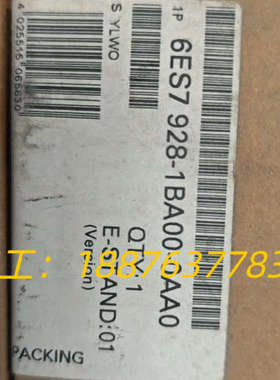 1P 6ES7 928-1BA00-0AA0
S YLWO
QTY: 1
E-STAND:01
(Version)
PACKING
工：18876377783